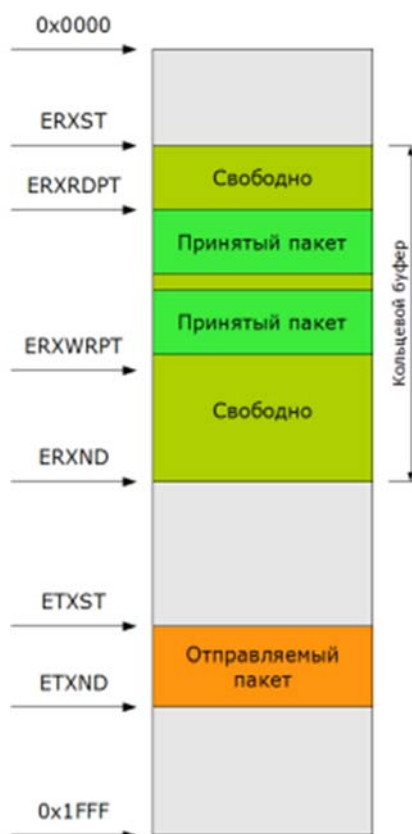 0x0000
ERXST
Свободно
ERXRDPT
Принятый пакет
Принятый пакет
ERXWRPT
Свободно
ERXND
Кольцевой буфер
ETXST
Отправляемый
пакет
ETXND
0x1FFF